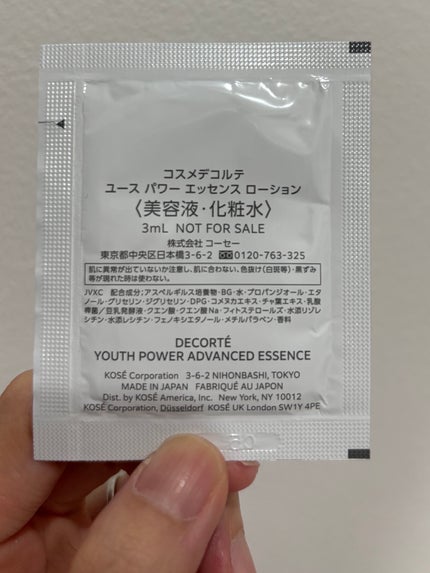 コスメデコルテ
ユース パワー エッセンス ローション
〈美容液・化粧水〉
3mL NOT FOR SALE
株式会社 コーセー
東京都中央区日本橋3-6-2 0120-763-325
肌に異常が出ていないか注意し、肌に合わない、色抜け(白斑等)・黒ずみ
等が現れた時は使わない。
JVXC 配合成分;アスペルギルス培養物・BG・水・プロパンジオール・エタ
ノール・グリセリン・ジグリセリン・DPG・コメヌカエキス・チャ葉エキス・乳酸
桿菌/豆乳発酵液・クエン酸・クエン酸Na・フィトステロールズ・水添リゾレ
シチン・水添レシチン・フェノキシエタノール・メチルパラベン・香料
DECORTÉ
YOUTH POWER ADVANCED ESSENCE
KOSÉ Corporation 3-6-2 NIHONBASHI, TOKYO
MADE IN JAPAN FABRIQUÉ AU JAPON
Dist. by KOSÉ America, Inc. New York, NY 10012
KOSÉ Corporation, Düsseldorf KOSÉ UK London SW1Y 4PE